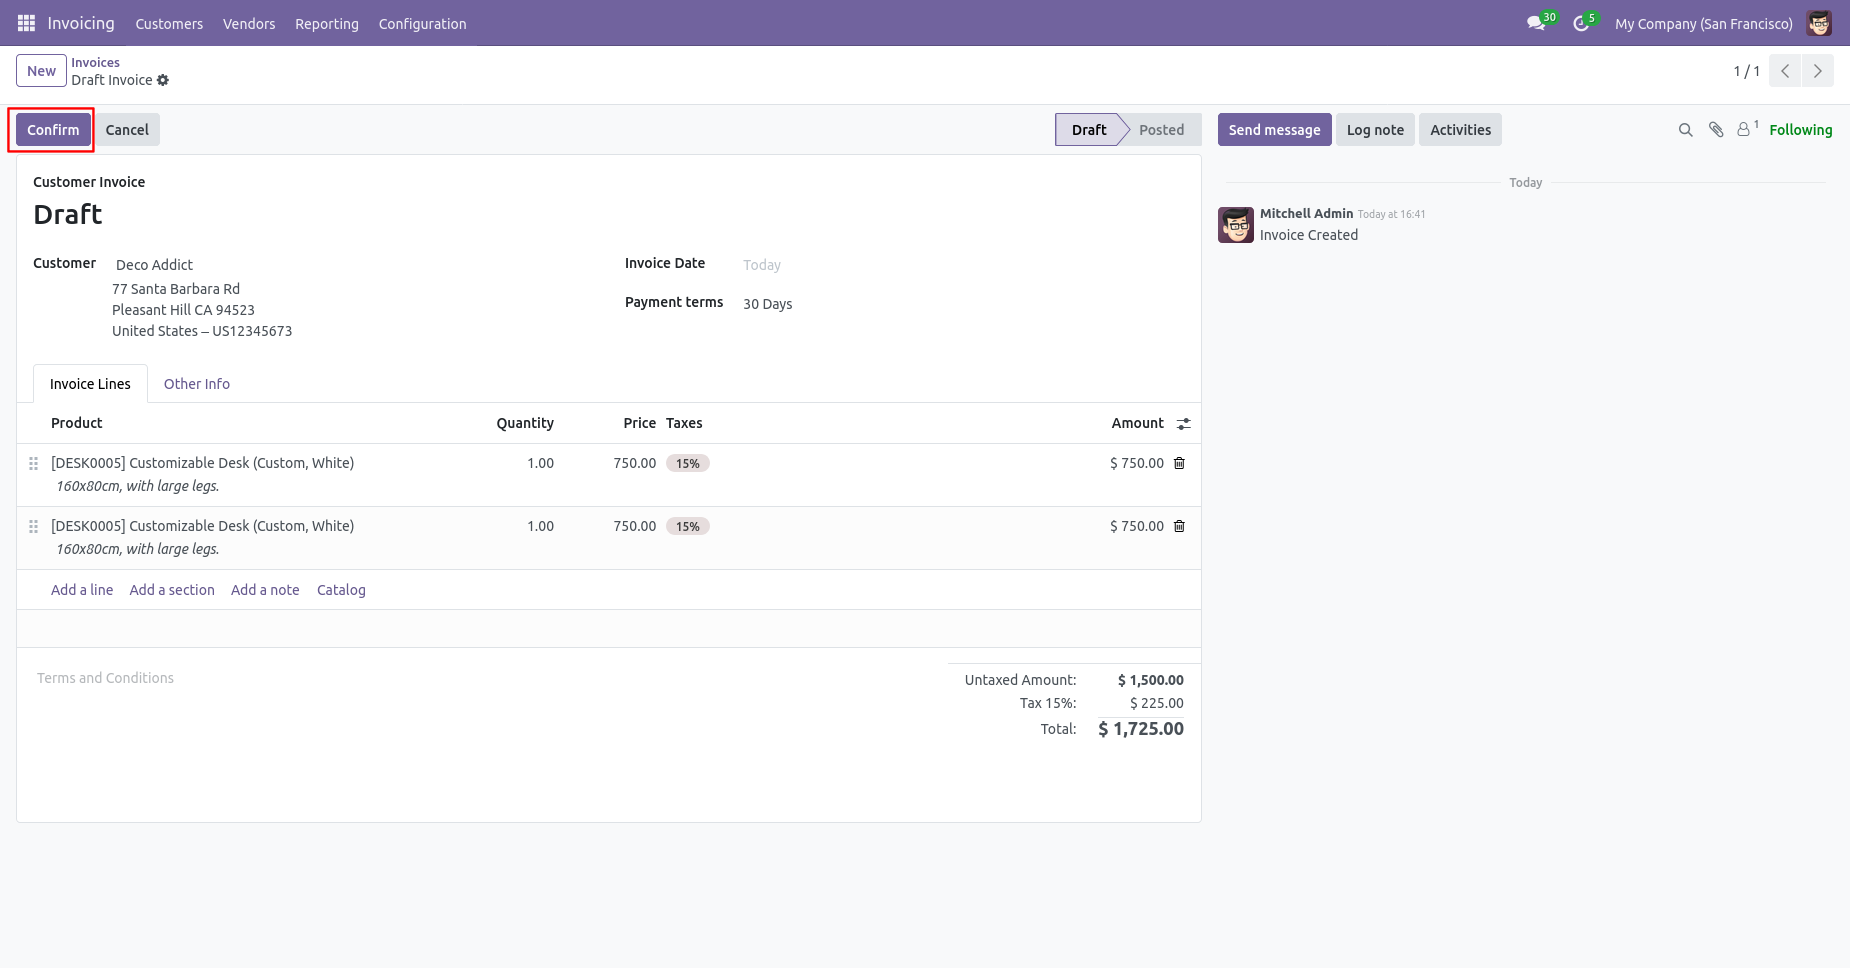 Invoicing Customers Vendors Reporting Configuration 30 5 My Company (San Francisco)
New Invoices
Draft Invoice
1 / 1
Confirm Cancel Draft Posted Send message Log note Activities 1 Following
Customer Invoice
Draft
Customer Deco Addict
77 Santa Barbara Rd
Pleasant Hill CA 94523
United States – US12345673
Invoice Date Today
Payment terms 30 Days
Invoice Lines Other Info
Product Quantity Price Taxes Amount
[DESK0005] Customizable Desk (Custom, White) 1.00 750.00 15% $ 750.00
160x80cm, with large legs.
[DESK0005] Customizable Desk (Custom, White) 1.00 750.00 15% $ 750.00
160x80cm, with large legs.
Add a line Add a section Add a note Catalog
Terms and Conditions
Untaxed Amount: $ 1,500.00
Tax 15%: $ 225.00
Total: $ 1,725.00
Today
Mitchell Admin Today at 16:41
Invoice Created